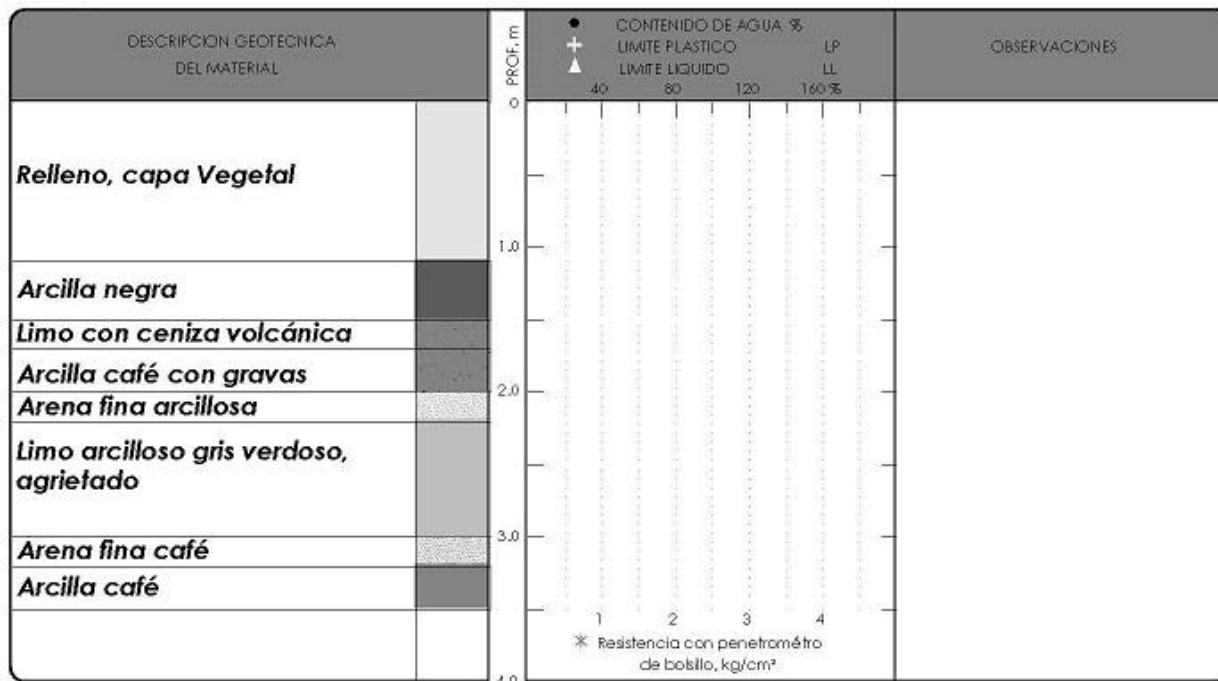 DESCRIPCION GEOTECNICA
DEL MATERIAL
PROF, m
CONTENIDO DE AGUA %
LIMITE PLASTICO LP
LIMITE LIQUIDO LL
40 80 120 160 %
OBSERVACIONES
0
Relleno, capa Vegetal
1.0
Arcilla negra
Limo con ceniza volcánica
Arcilla café con gravas
2.0
Arena fina arcillosa
Limo arcilloso gris verdoso,
agrietado
3.0
Arena fina café
Arcilla café
1 2 3 4
Resistencia con penetrométro
de bolsillo, kg/cm²
4.0